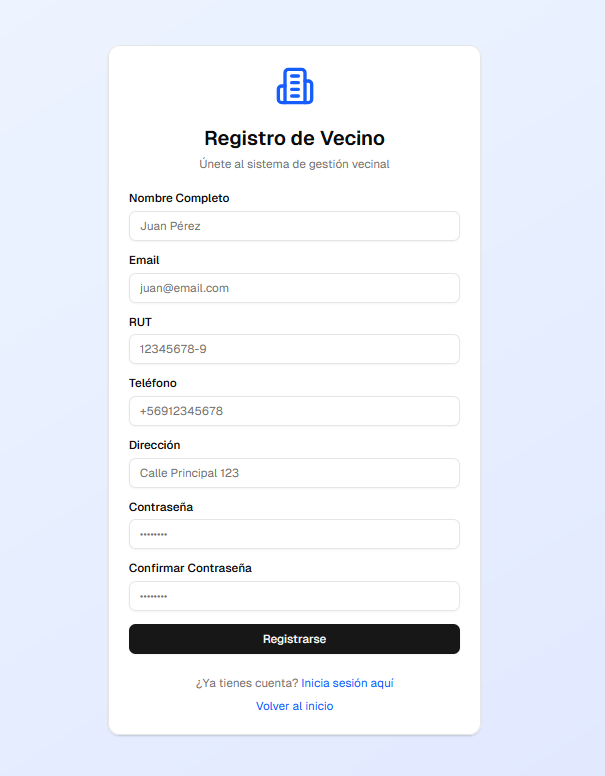 Registro de Vecino
Únete al sistema de gestión vecinal
Nombre Completo
Juan Pérez
Email
juan@email.com
RUT
12345678-9
Teléfono
+56912345678
Dirección
Calle Principal 123
Contraseña
••••••••
Confirmar Contraseña
••••••••
Registrarse
¿Ya tienes cuenta? Inicia sesión aquí
Volver al inicio